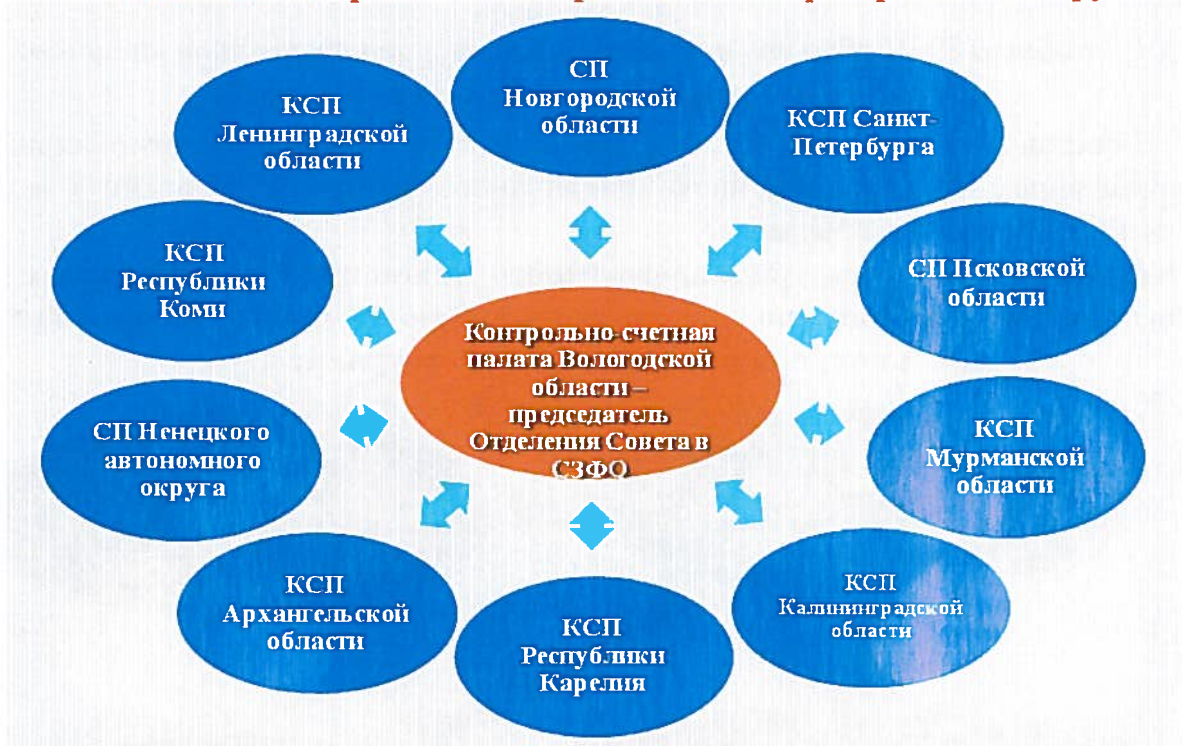 СП
Новгородской
области
КСП
Ленинградской
области
КСП Санкт-
Петербурга
КСП
Республики
Коми
СП Псковской
области
Контрольно-счетная
палата Вологодской
области –
председатель
Отделения Совета в
СЗФО
СП Ненецкого
автономного
округа
КСП
Мурманской
области
КСП
Архангельской
области
КСП
Республики
Карелия
КСП
Калининградской
области